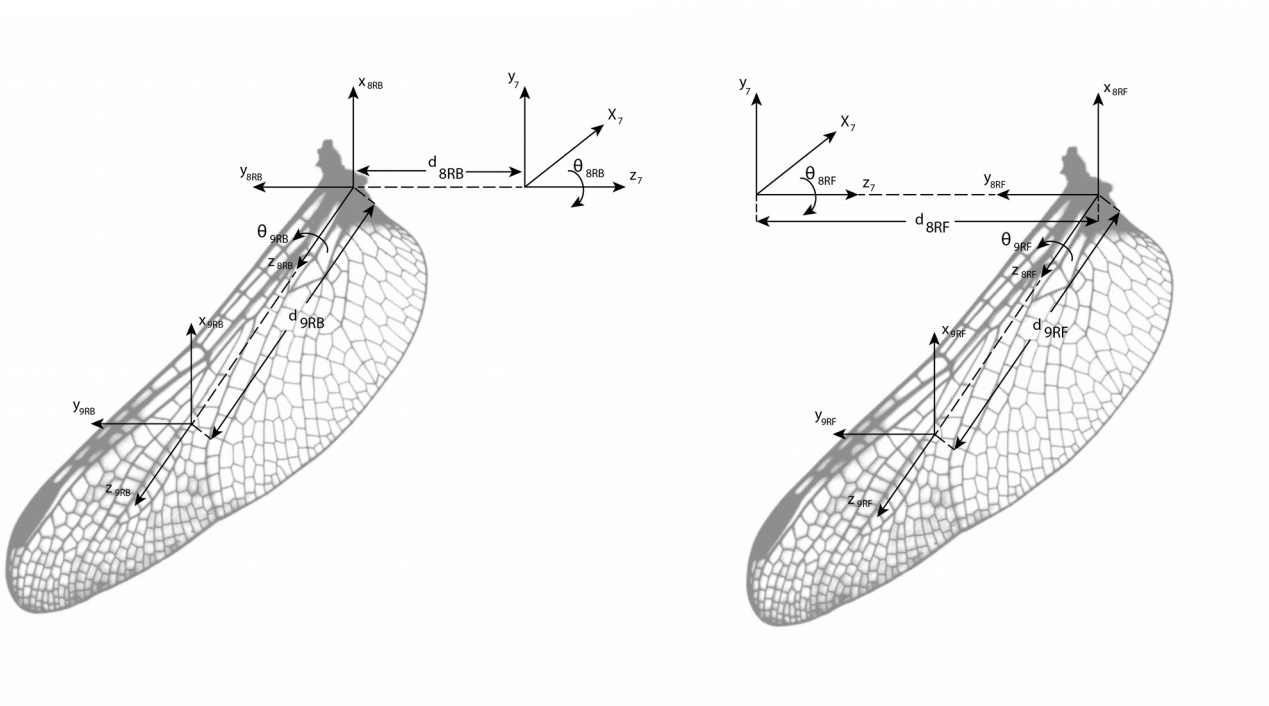 x8RB
y7
X7
y8RB
d8RB
θ8RB
z7
θ9RB
z8RB
d9RB
x9RB
y9RB
z9RB
y7
X7
x8RF
θ8RF
z7
y8RF
d8RF
θ9RF
z8RF
d9RF
x9RF
y9RF
z9RF